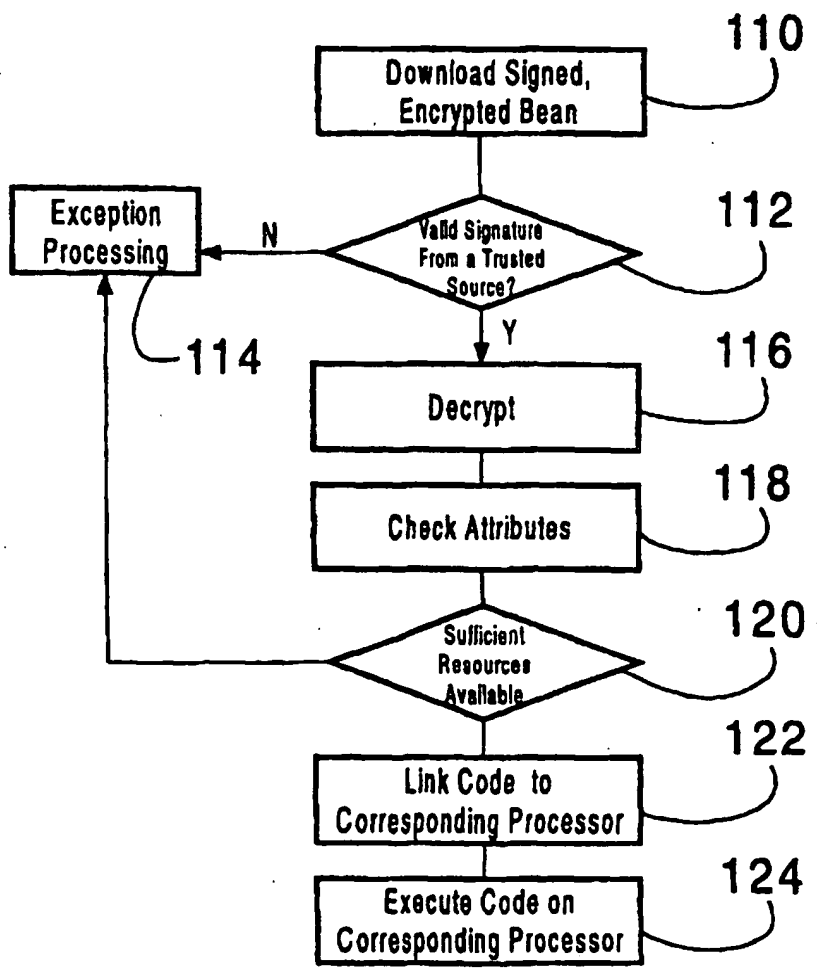 110
Download Signed,
Encrypted Bean
112
Valid Signature
From a Trusted
Source?
N
Exception
Processing
114
Y
116
Decrypt
118
Check Attributes
120
Sufficient
Resources
Available
122
Link Code to
Corresponding Processor
124
Execute Code on
Corresponding Processor